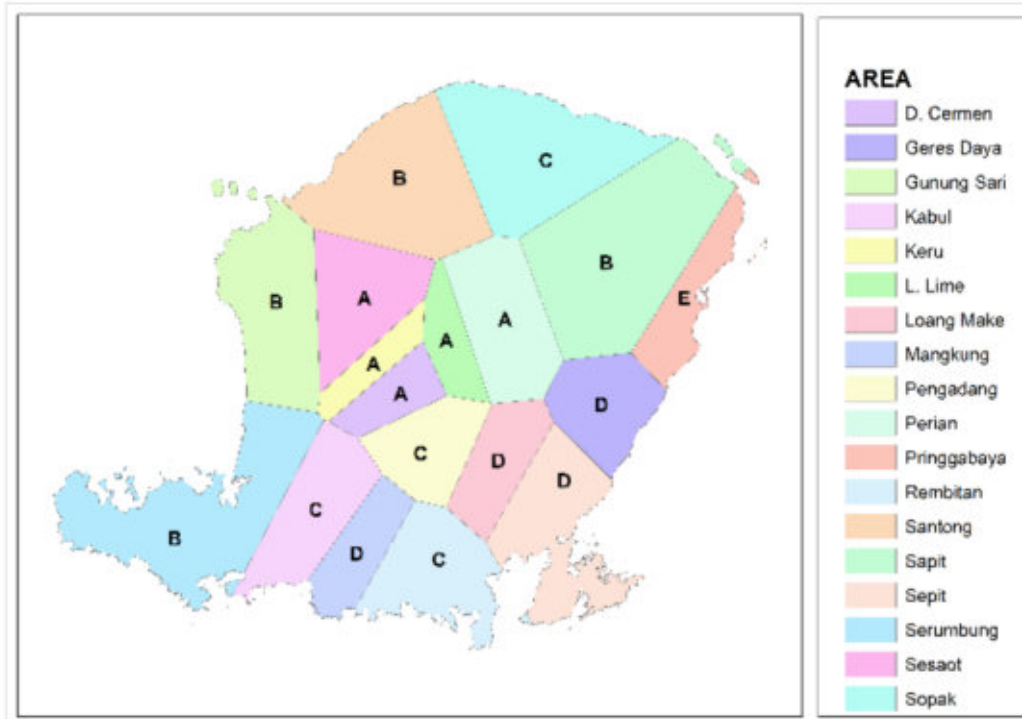 AREA
D. Cermen
Geres Daya
Gunung Sari
Kabul
Keru
L. Lime
Loang Make
Mangkung
Pengadang
Perian
Pringgabaya
Rembitan
Santong
Sapit
Sepit
Serumbung
Sesaot
Sopak
C
B
B
E
B
A
A
A
A
A
D
C
D
D
C
B
D
C